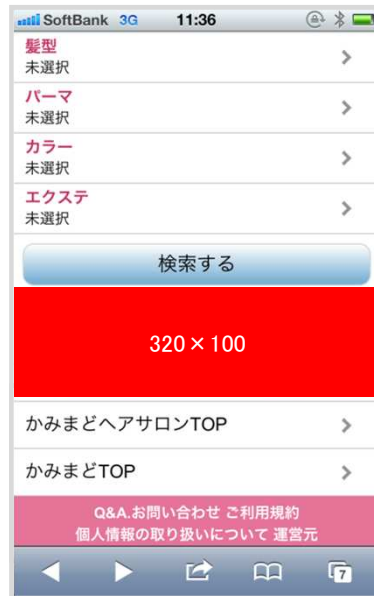 SoftBank 3G 11:36
髪型
未選択
パーマ
未選択
カラー
未選択
エクステ
未選択
検索する
320×100
かみまどヘアサロンTOP
かみまどTOP
Q&A.お問い合わせ ご利用規約
個人情報の取り扱いについて 運営元
7